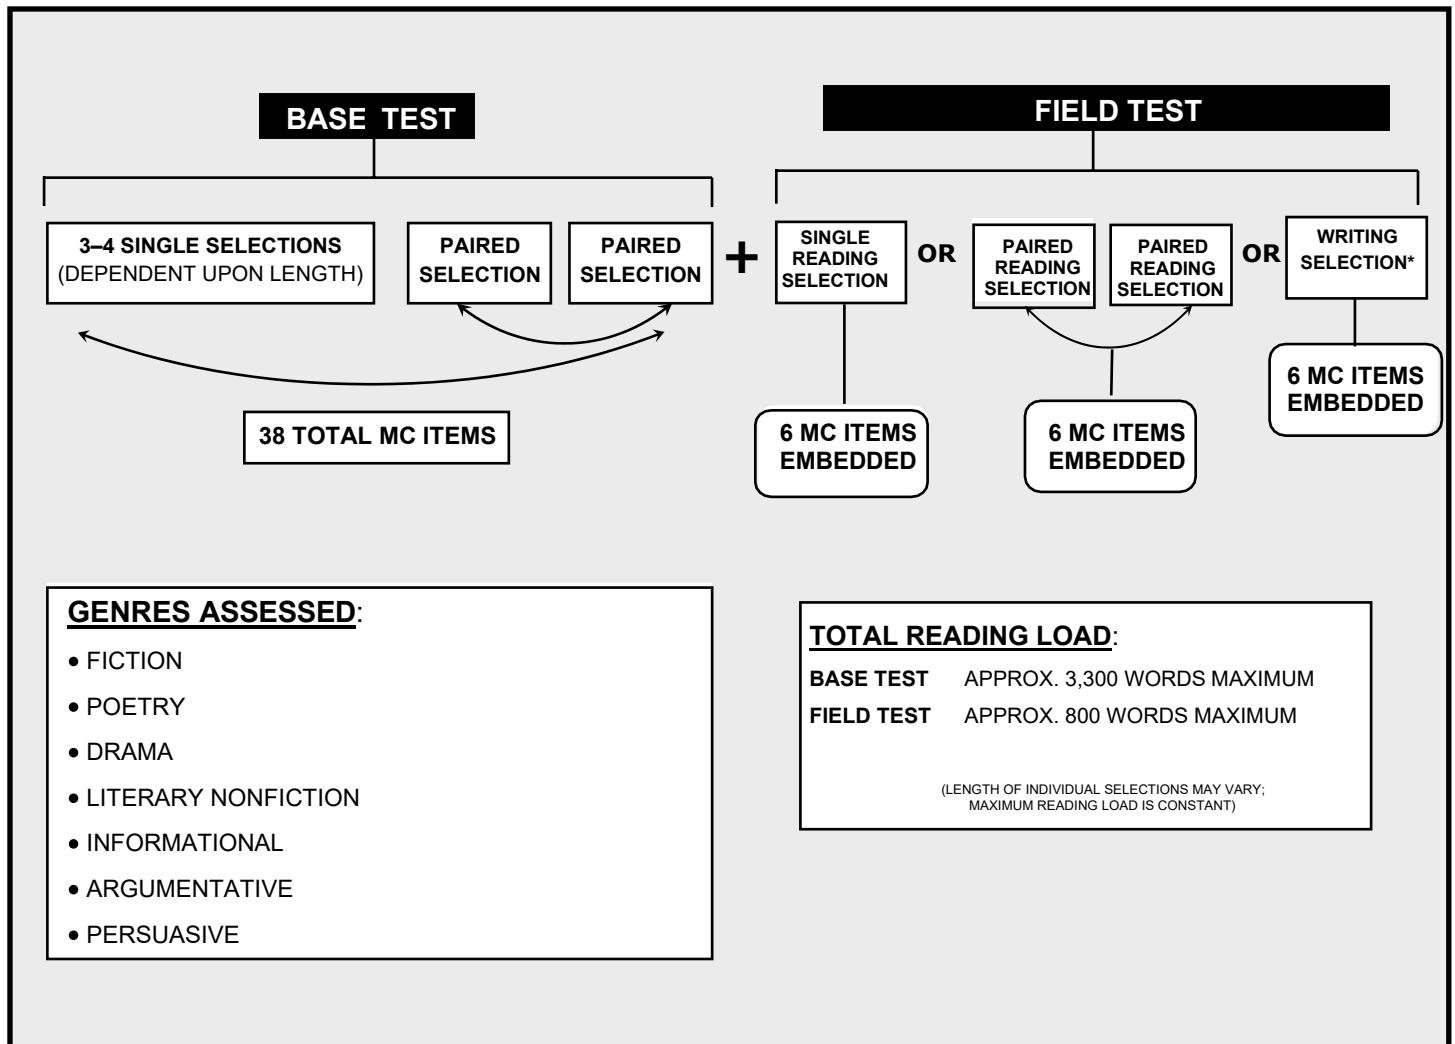 BASE TEST
FIELD TEST
3–4 SINGLE SELECTIONS
(DEPENDENT UPON LENGTH)
PAIRED
SELECTION
PAIRED
SELECTION
+
SINGLE
READING
SELECTION
OR
PAIRED
READING
SELECTION
PAIRED
READING
SELECTION
OR
WRITING
SELECTION*
38 TOTAL MC ITEMS
6 MC ITEMS
EMBEDDED
6 MC ITEMS
EMBEDDED
6 MC ITEMS
EMBEDDED
GENRES ASSESSED:
• FICTION
• POETRY
• DRAMA
• LITERARY NONFICTION
• INFORMATIONAL
• ARGUMENTATIVE
• PERSUASIVE
TOTAL READING LOAD:
BASE TEST APPROX. 3,300 WORDS MAXIMUM
FIELD TEST APPROX. 800 WORDS MAXIMUM
(LENGTH OF INDIVIDUAL SELECTIONS MAY VARY;
MAXIMUM READING LOAD IS CONSTANT)